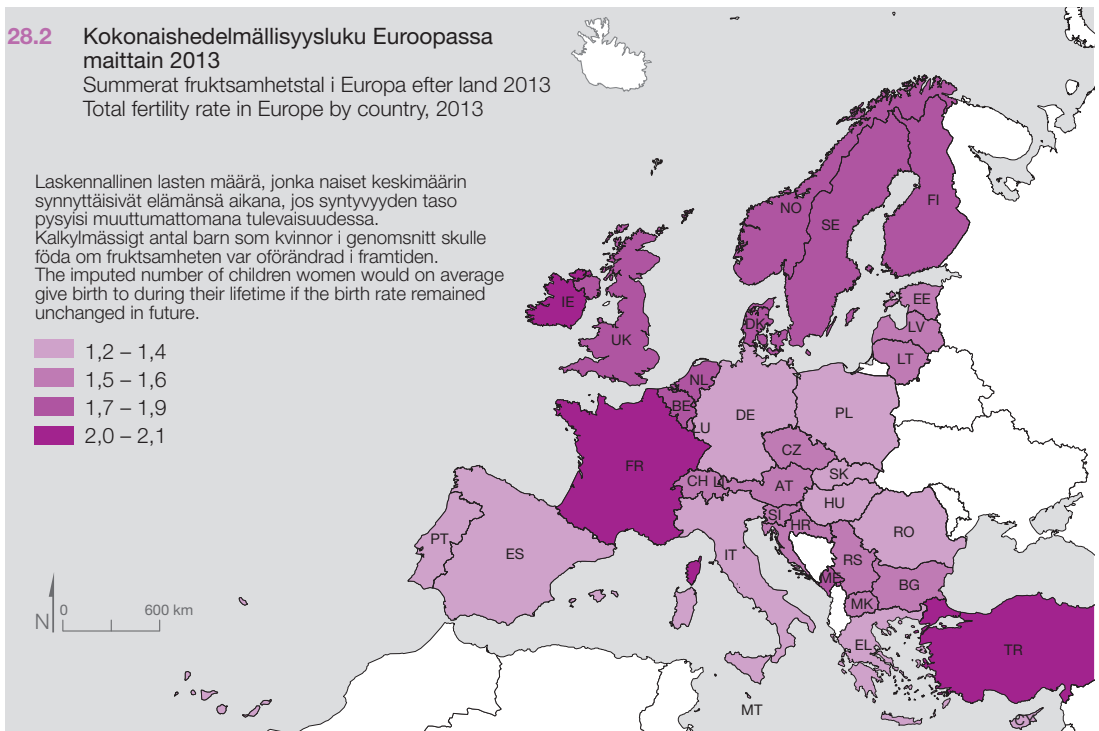 28.2 Kokonaishedelmällisyysluku Euroopassa
maittain 2013
Summerat fruktsamhetstal i Europa efter land 2013
Total fertility rate in Europe by country, 2013
Laskennallinen lasten määrä, jonka naiset keskimäärin
synnyttäisivät elämänsä aikana, jos syntyvyyden taso
pysyisi muuttumattomana tulevaisuudessa.
Kalkylmässigt antal barn som kvinnor i genomsnitt skulle
föda om fruktsamheten var oförändrad i framtiden.
The imputed number of children women would on average
give birth to during their lifetime if the birth rate remained
unchanged in future.
1,2 – 1,4
1,5 – 1,6
1,7 – 1,9
2,0 – 2,1
NO
SE
FI
EE
LV
LT
IE
UK
DK
NL
BE
LU
DE
PL
CZ
SK
FR
CH
LI
AT
HU
SI
HR
RO
PT
ES
IT
RS
ME
BG
MK
EL
TR
MT
CY
N
0 600 km